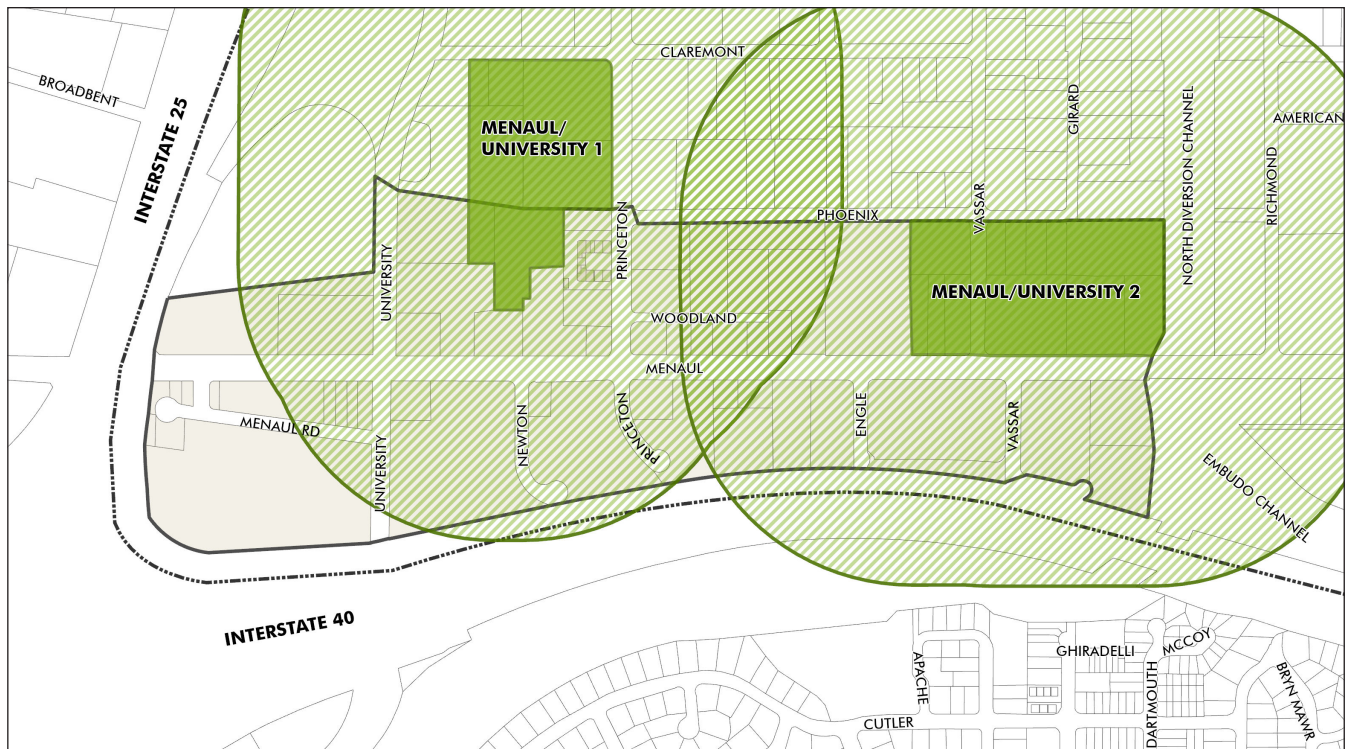 CLAREMONT
BROADBENT
INTERSTATE 25
MENAUL/
UNIVERSITY 1
GIRARD
NORTH DIVERSION CHANNEL
AMERICAN
RICHMOND
VASSAR
PHOENIX
PRINCETON
UNIVERSITY
MENAUL/UNIVERSITY 2
WOODLAND
MENAUL
MENAUL RD
UNIVERSITY
NEWTON
PRINCETON
PRINCETON
ENGLE
VASSAR
EMBUDO CHANNEL
INTERSTATE 40
APACHE
GHIRADELLI
MCCOY
DARTMOUTH
BRYN MAWR
CUTLER